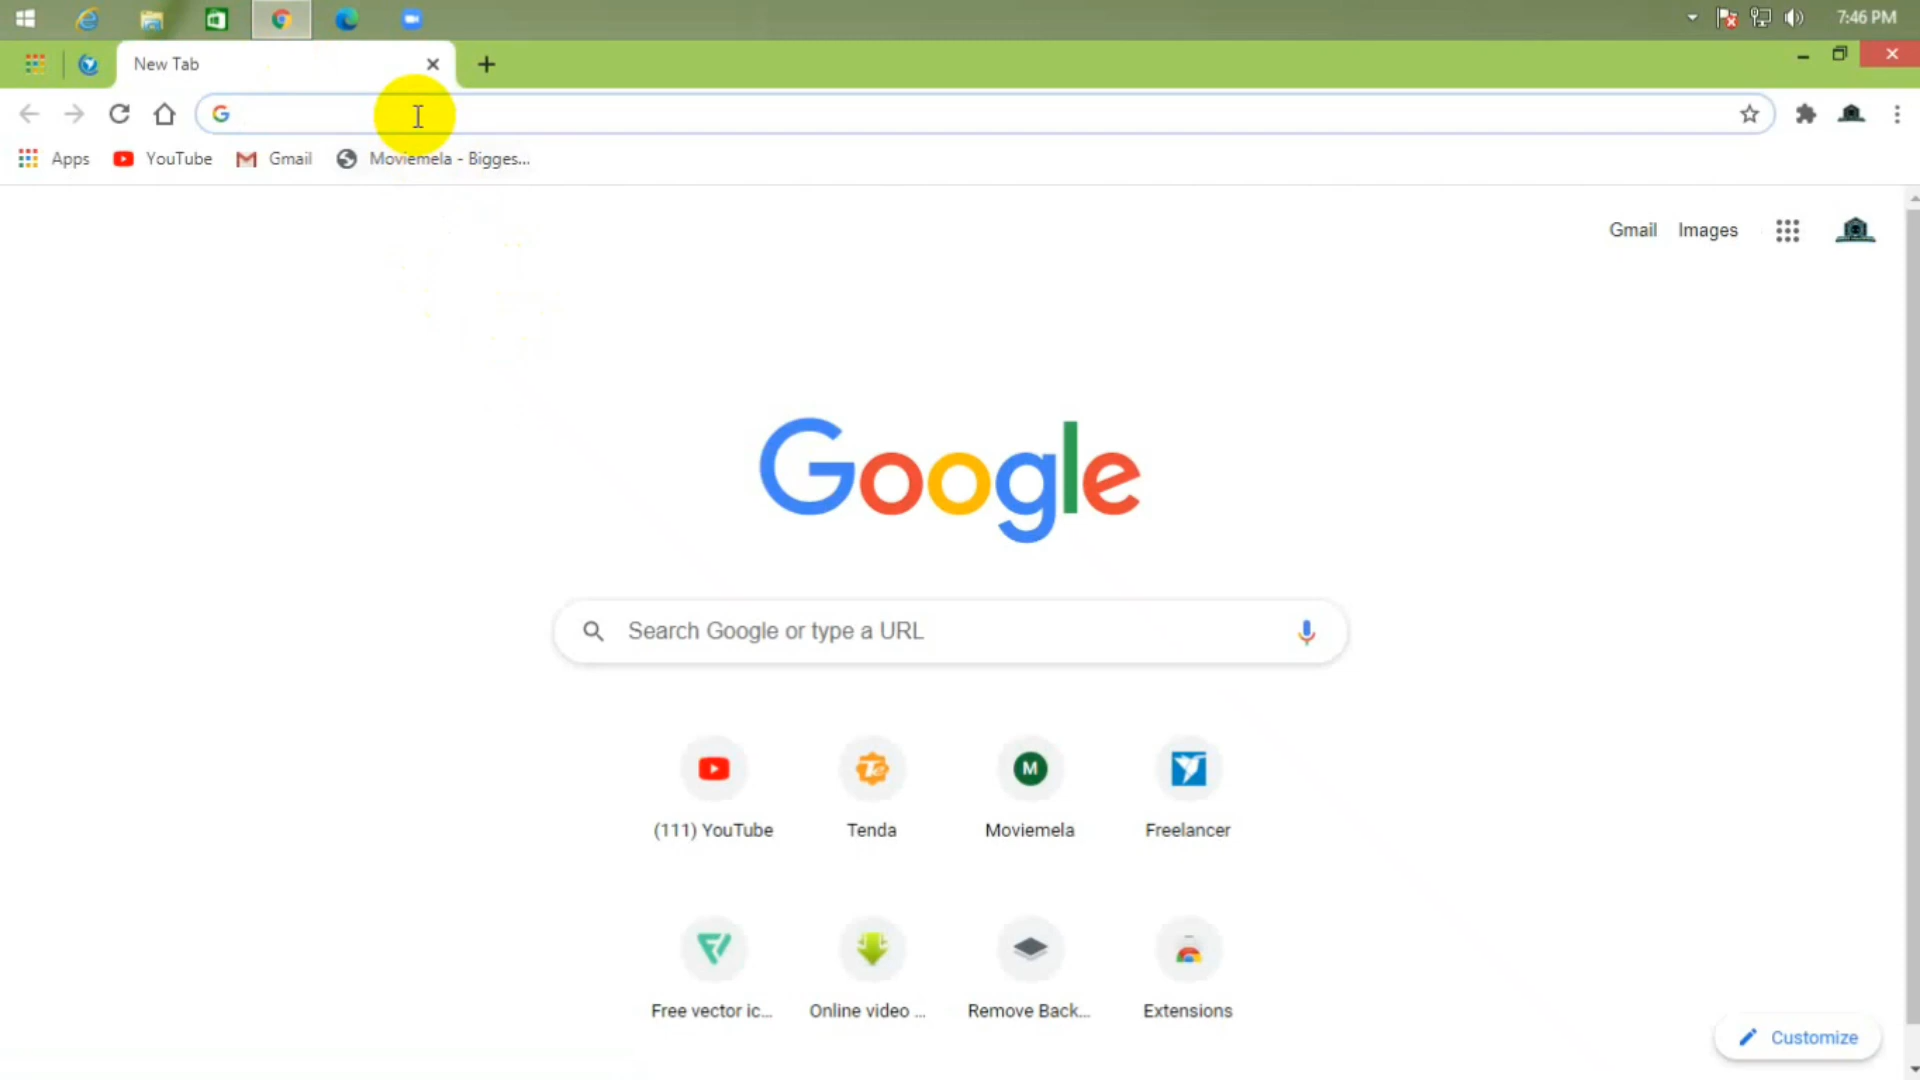 7:46 PM
New Tab
Apps YouTube Gmail Moviemela - Bigges...
Gmail Images
Google
Search Google or type a URL
(111) YouTube Tenda Moviemela Freelancer
Free vector ic... Online video ... Remove Back... Extensions
Customize